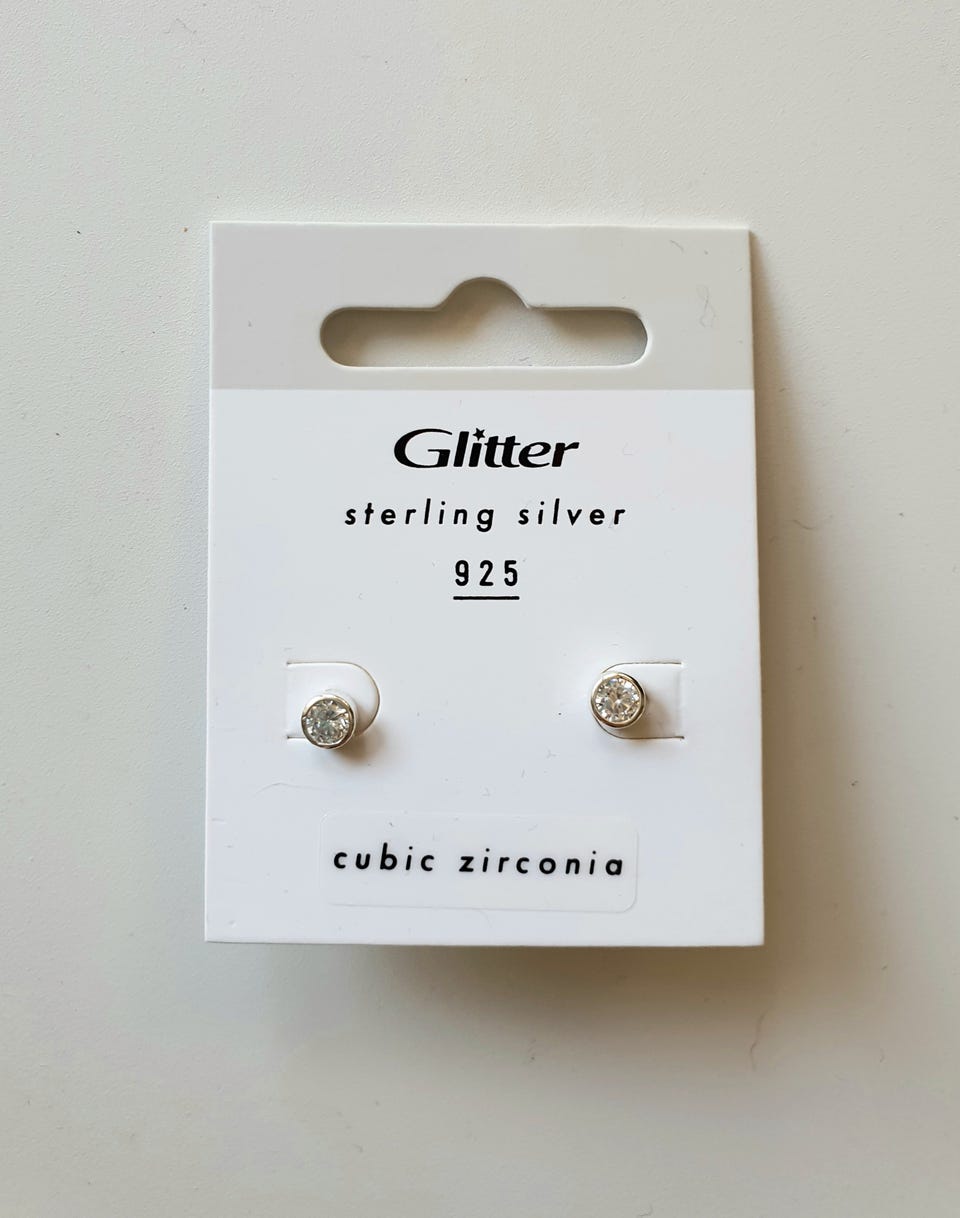 Glitter
sterling silver
925
cubic zirconia